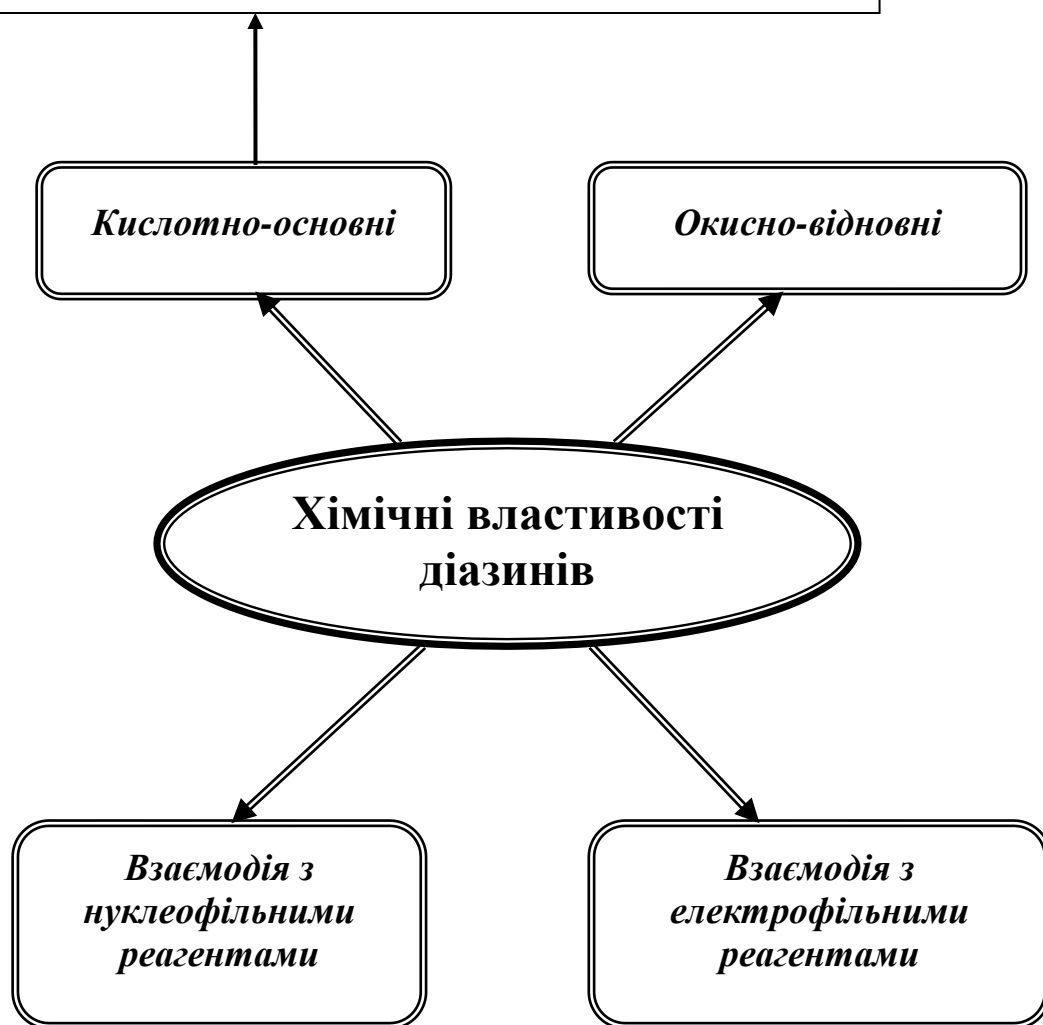 Кислотно-основні
Окисно-відновні
Хімічні властивості
діазинів
Взаємодія з
нуклеофільними
реагентами
Взаємодія з
електрофільними
реагентами